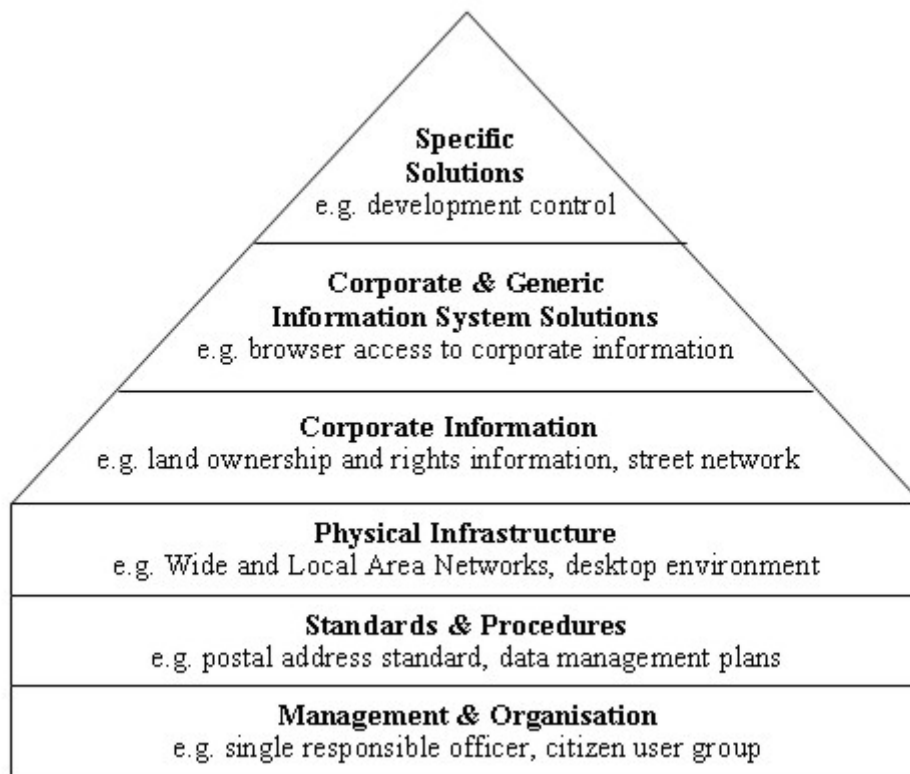 Specific
Solutions
e.g. development control
Corporate & Generic
Information System Solutions
e.g. browser access to corporate information
Corporate Information
e.g. land ownership and rights information, street network
Physical Infrastructure
e.g. Wide and Local Area Networks, desktop environment
Standards & Procedures
e.g. postal address standard, data management plans
Management & Organisation
e.g. single responsible officer, citizen user group